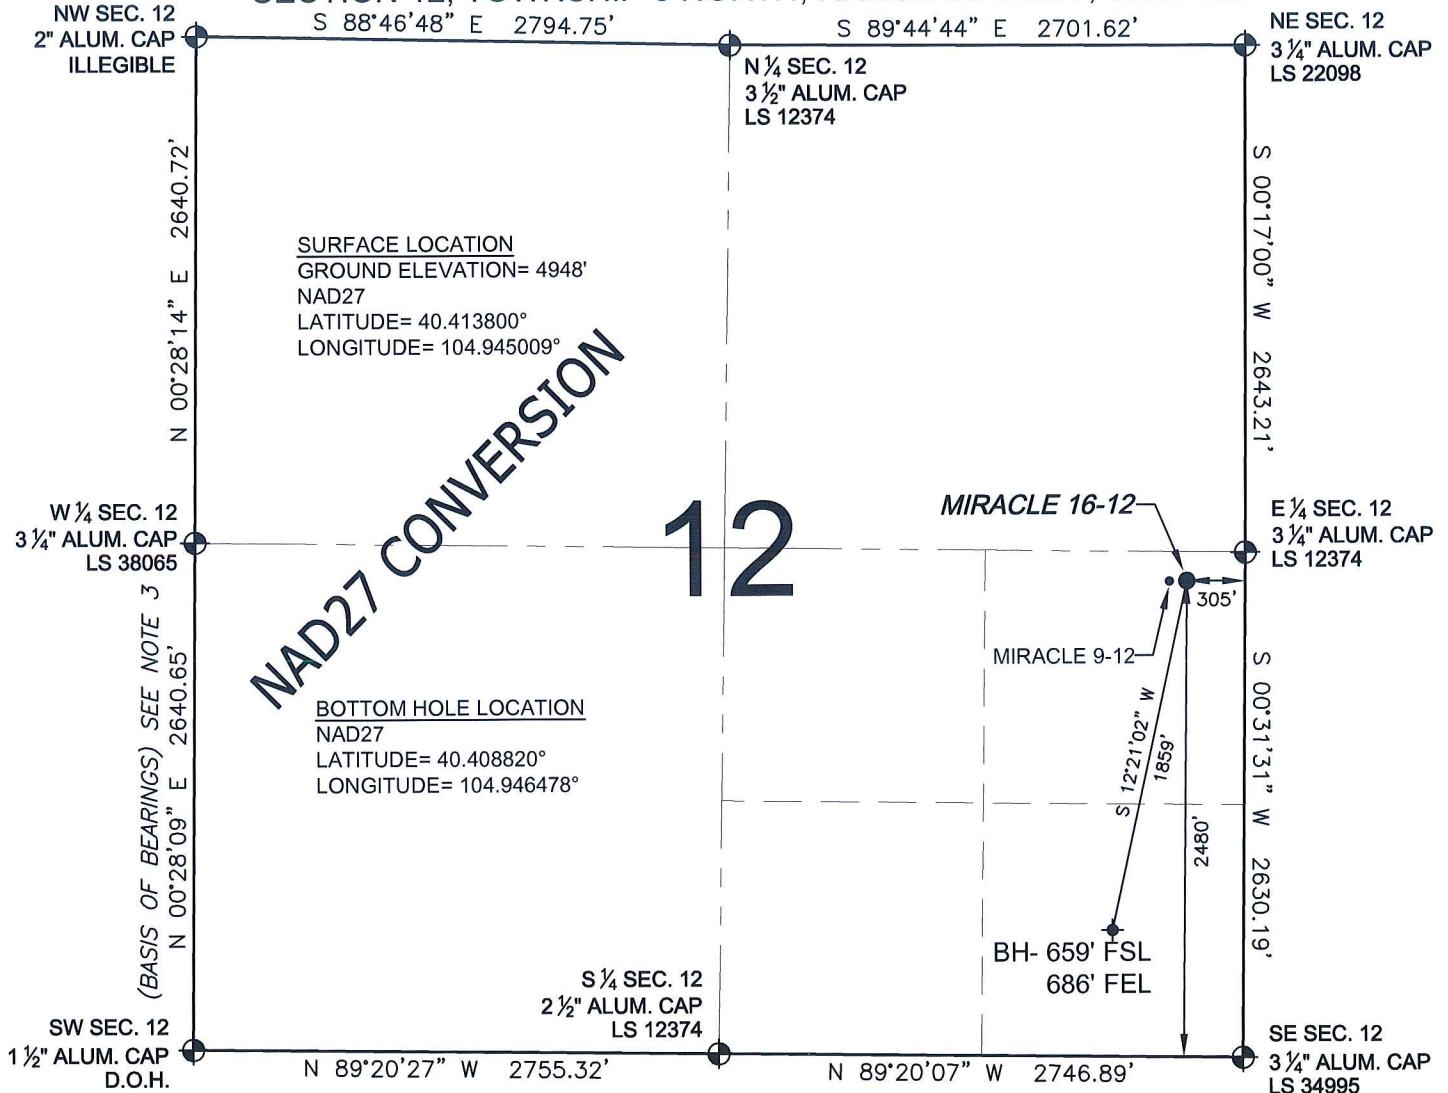 NW SEC. 12
2" ALUM. CAP
ILLEGIBLE
S 88°46'48" E 2794.75'
S 89°44'44" E 2701.62'
NE SEC. 12
3 ¼" ALUM. CAP
LS 22098
N ¼ SEC. 12
3 ½" ALUM. CAP
LS 12374
N 00°28'14" E 2640.72'
S 00°17'00" W 2643.21'
SURFACE LOCATION
GROUND ELEVATION= 4948'
NAD27
LATITUDE= 40.413800°
LONGITUDE= 104.945009°
NAD27 CONVERSION
W ¼ SEC. 12
3 ¼" ALUM. CAP
LS 38065
12
MIRACLE 16-12
E ¼ SEC. 12
3 ¼" ALUM. CAP
LS 12374
305'
MIRACLE 9-12
(BASIS OF BEARINGS) SEE NOTE 3
N 00°28'09" E 2640.65'
BOTTOM HOLE LOCATION
NAD27
LATITUDE= 40.408820°
LONGITUDE= 104.946478°
S 12°21'02" W
1859'
2480'
S 00°31'31" W 2630.19'
BH- 659' FSL
686' FEL
S ¼ SEC. 12
2 ½" ALUM. CAP
LS 12374
SW SEC. 12
1 ½" ALUM. CAP
D.O.H.
N 89°20'27" W 2755.32'
N 89°20'07" W 2746.89'
SE SEC. 12
3 ¼" ALUM. CAP
LS 34995